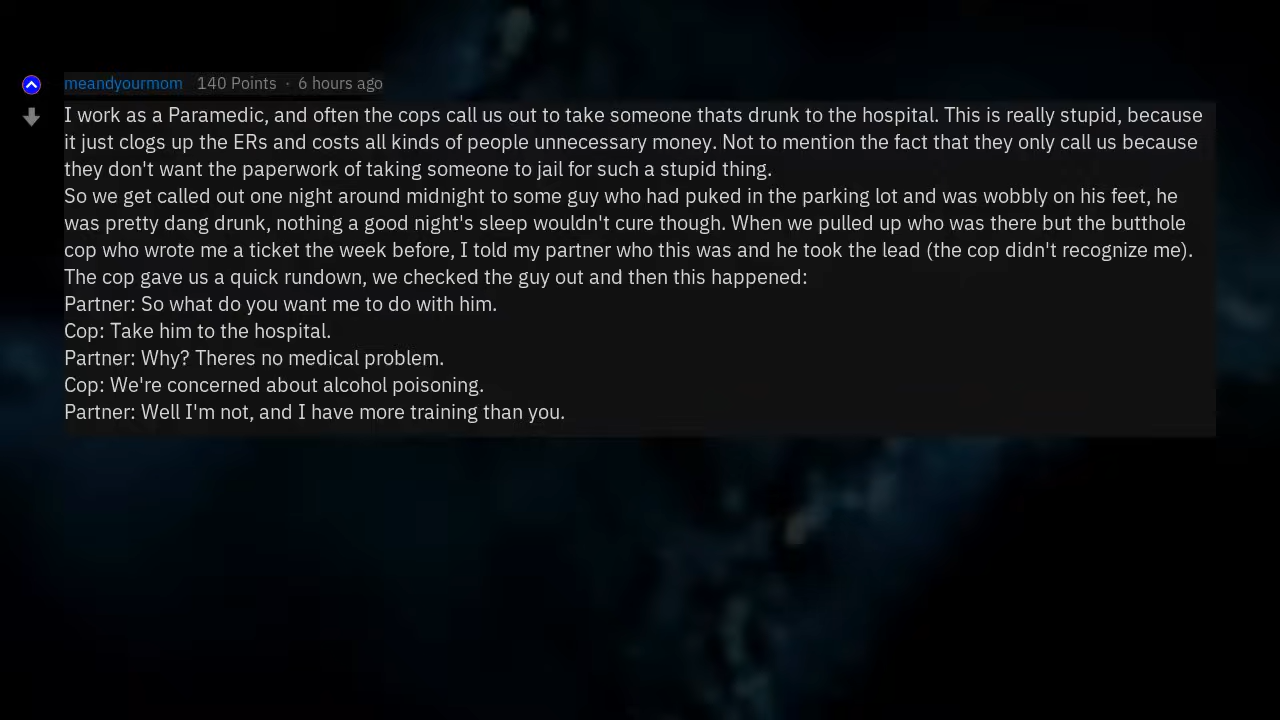 meandyourmom 140 Points · 6 hours ago
I work as a Paramedic, and often the cops call us out to take someone thats drunk to the hospital. This is really stupid, because
it just clogs up the ERs and costs all kinds of people unnecessary money. Not to mention the fact that they only call us because
they don't want the paperwork of taking someone to jail for such a stupid thing.
So we get called out one night around midnight to some guy who had puked in the parking lot and was wobbly on his feet, he
was pretty dang drunk, nothing a good night's sleep wouldn't cure though. When we pulled up who was there but the butthole
cop who wrote me a ticket the week before, I told my partner who this was and he took the lead (the cop didn't recognize me).
The cop gave us a quick rundown, we checked the guy out and then this happened:
Partner: So what do you want me to do with him.
Cop: Take him to the hospital.
Partner: Why? Theres no medical problem.
Cop: We're concerned about alcohol poisoning.
Partner: Well I'm not, and I have more training than you.